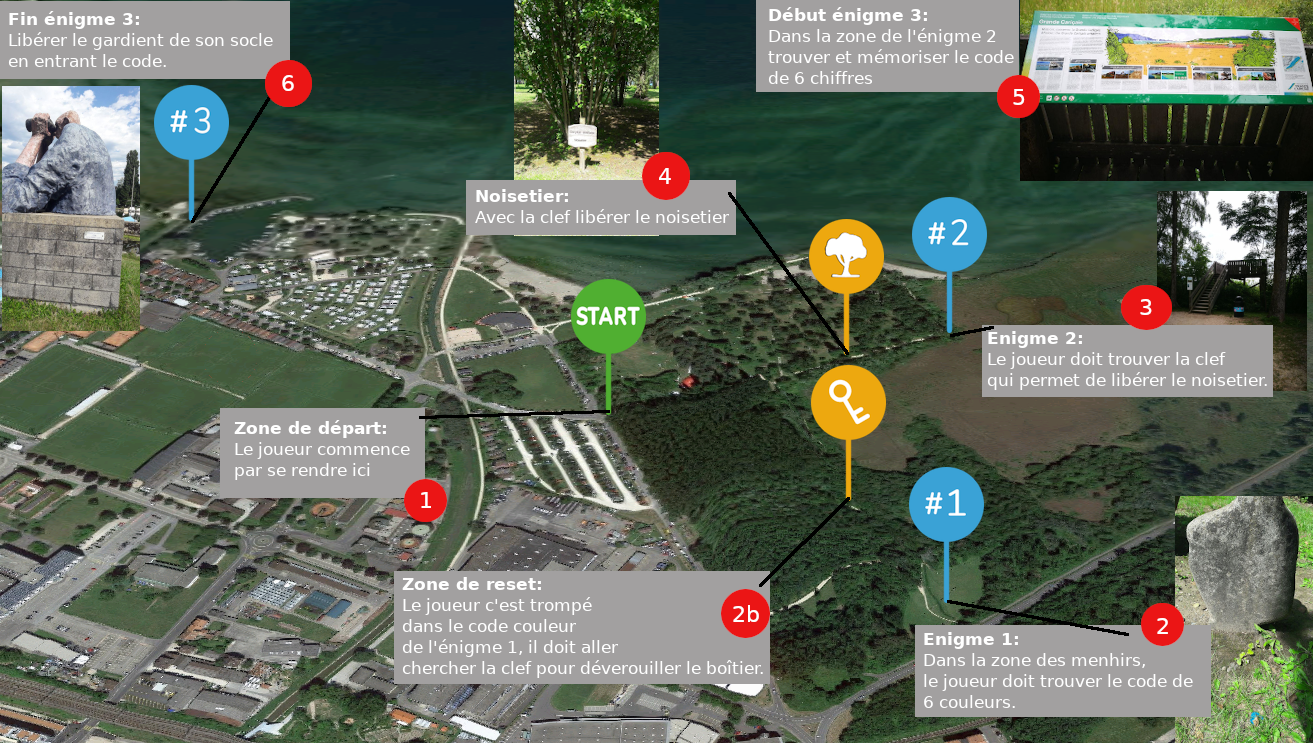 Fin énigme 3:
Libérer le gardient de son socle
en entrant le code.
6
#3
Noisetier:
Avec la clef libérer le noisetier
4
Début énigme 3:
Dans la zone de l'énigme 2
trouver et mémoriser le code
de 6 chiffres
5
Grande Cariçaie
#2
3
Enigme 2:
Le joueur doit trouver la clef
qui permet de libérer le noisetier.
START
Zone de départ:
Le joueur commence
par se rendre ici
1
Zone de reset:
Le joueur c'est trompé
dans le code couleur
de l'énigme 1, il doit aller
chercher la clef pour déverouiller le boîtier.
2b
#1
2
Enigme 1:
Dans la zone des menhirs,
le joueur doit trouver le code de
6 couleurs.